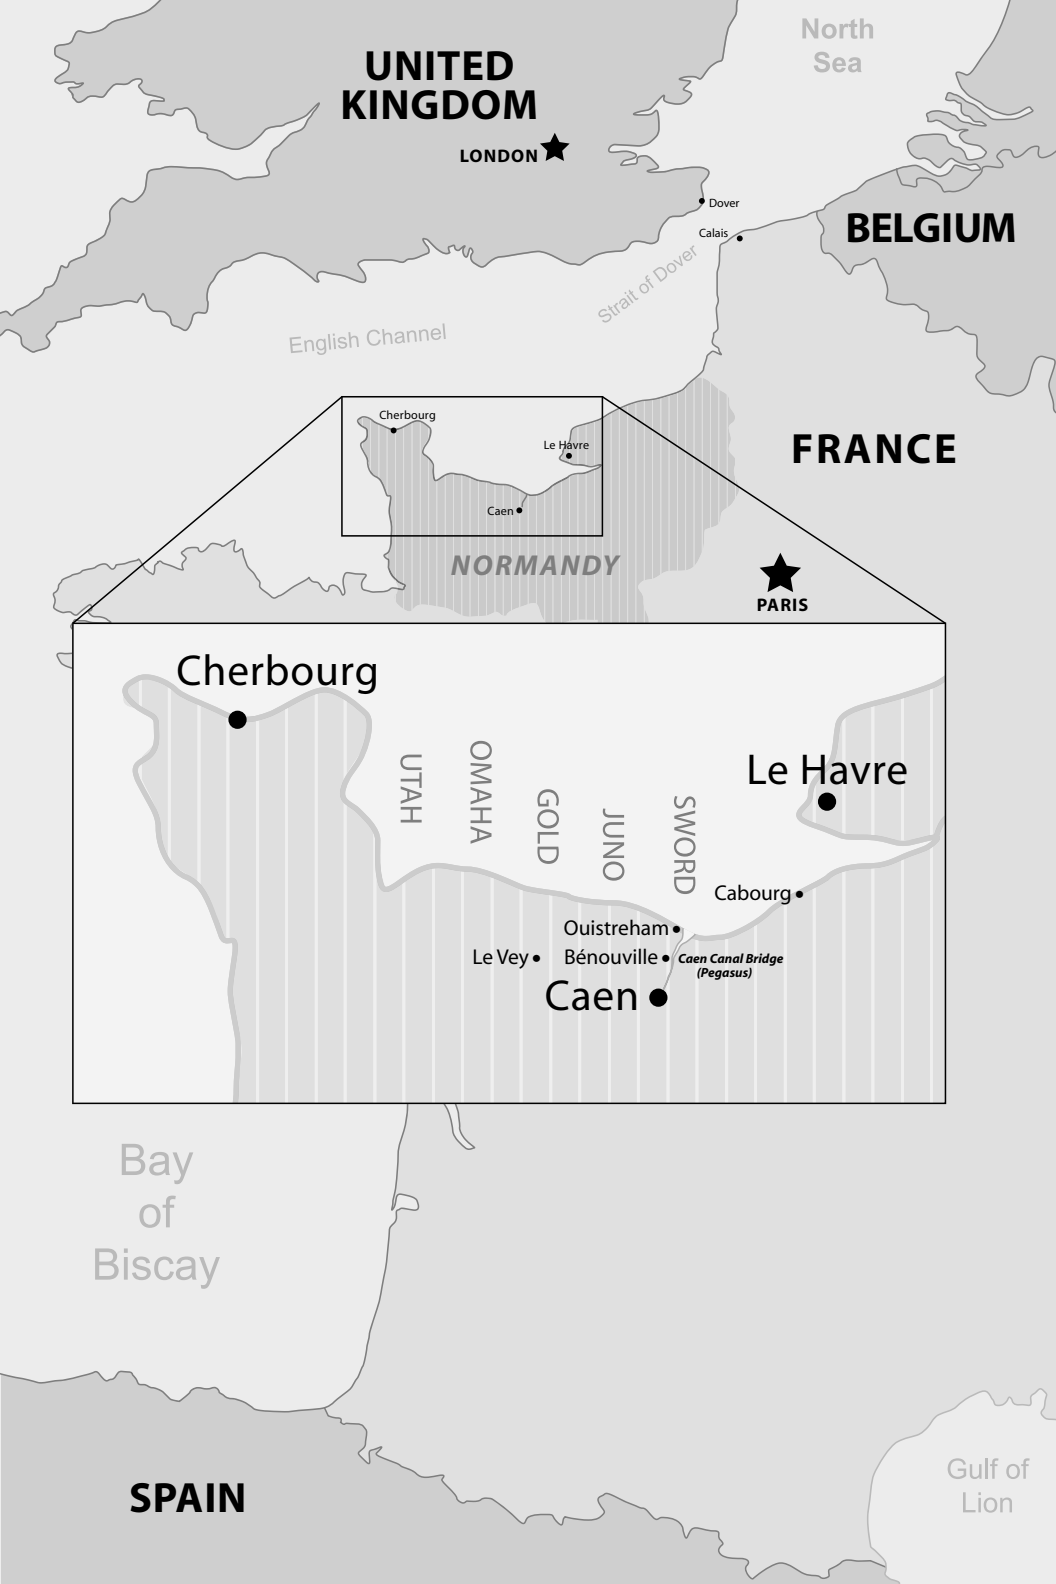 North
Sea
UNITED
KINGDOM
LONDON
Dover
BELGIUM
Calais
Strait of Dover
English Channel
Cherbourg
Le Havre
FRANCE
Caen
NORMANDY
PARIS
Cherbourg
UTAH
OMAHA
GOLD
JUNO
SWORD
Le Havre
Cabourg
Ouistreham
Le Vey
Bénouville
Caen Canal Bridge
(Pegasus)
Caen
Bay
of
Biscay
SPAIN
Gulf of
Lion